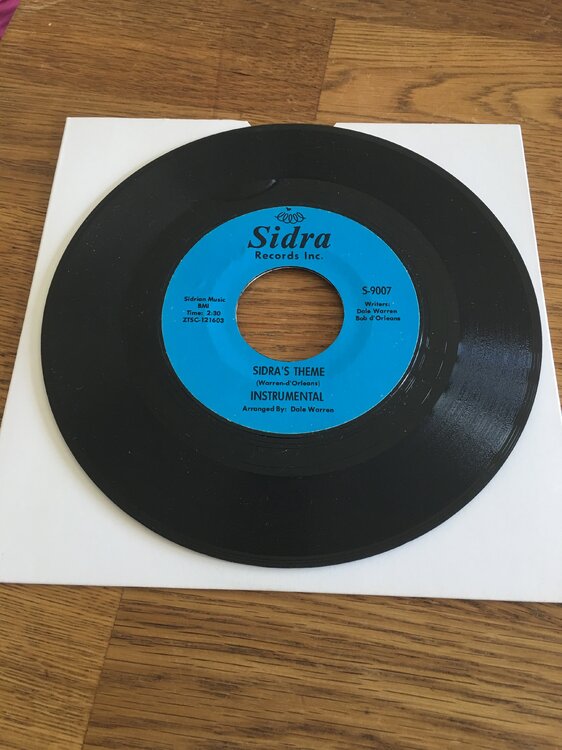 Sidra
Records Inc.
S-9007
Sidrian Music
BMI
Time: 2:30
ZTSC-121603
Writers:
Dale Warren
Bob d'Orleans
SIDRA'S THEME
(Warren-d'Orleans)
INSTRUMENTAL
Arranged By: Dale Warren